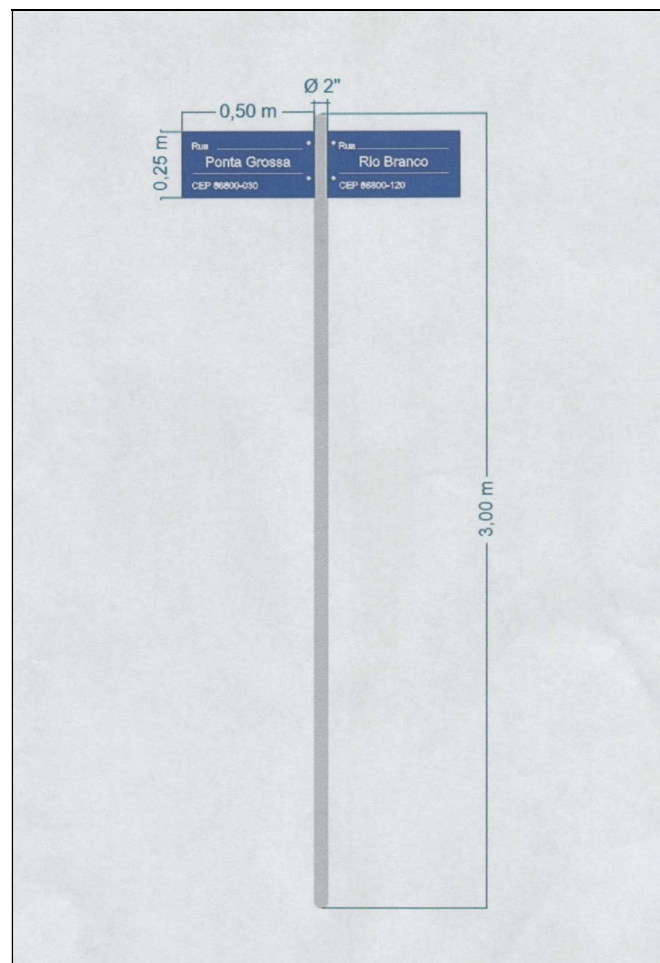 Ø 2"
0,50 m
0,25 m
Rua
Ponta Grossa
CEP 86800-030
Rua
Rio Branco
CEP 86800-120
3,00 m